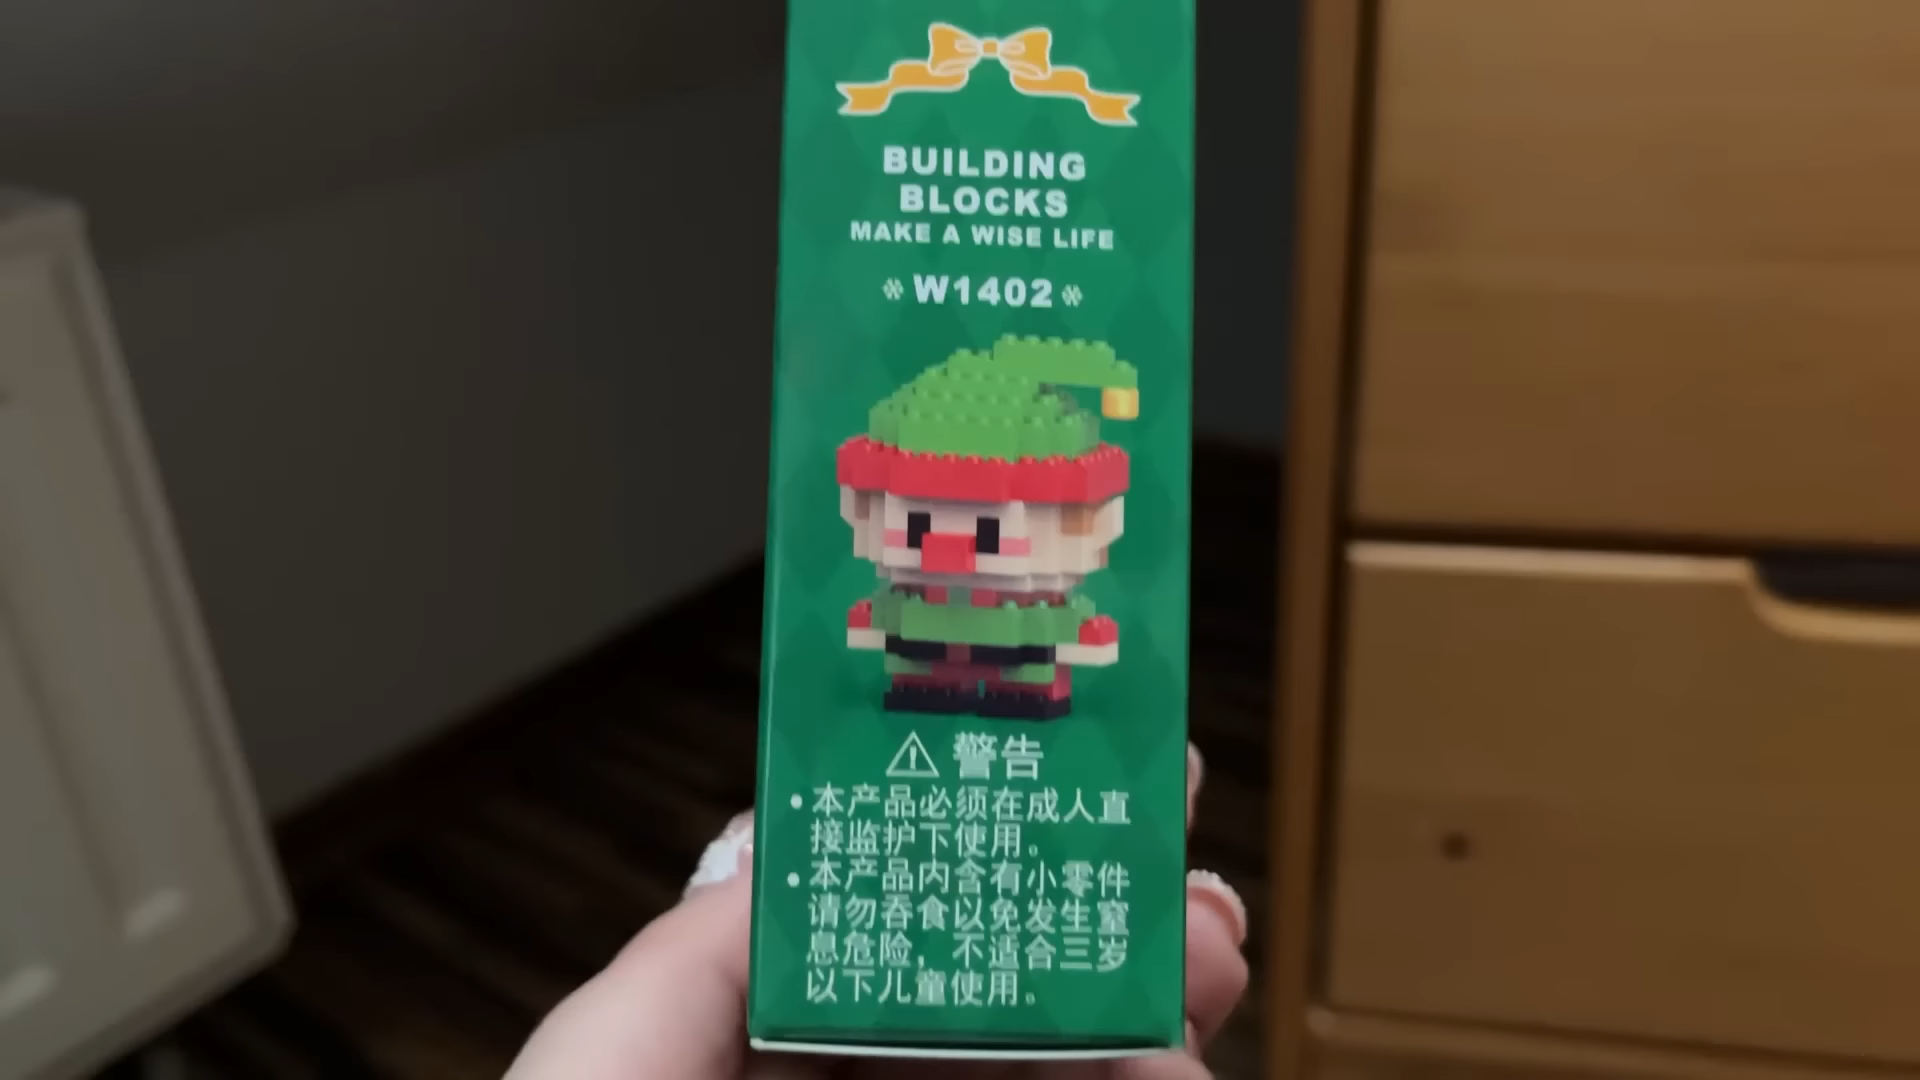 BUILDING
BLOCKS
MAKE A WISE LIFE
W1402
警告
•本产品必须在成人直
接监护下使用。
•本产品内含有小零件
请勿吞食以免发生窒
息危险，不适合三岁
以下儿童使用。